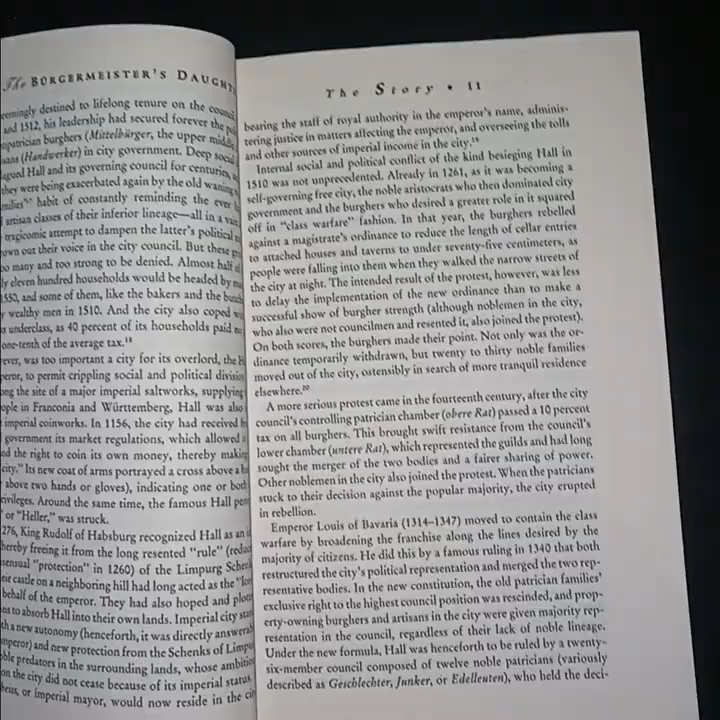 The BÜRGERMEISTER'S DAUGHT
eemingly destined to lifelong tenure on the counci
and 1512, his leadership had secured forever the
npatrician burghers (Mittelbürger, the upper midd
sans (Handwerker) in city government. Deep social
agued Hall and its governing council for centuries,
they were being exacerbated again by the old waning
milies" habit of constantly reminding the ever
artisan classes of their inferior lineage—all in a vain
tragicomic attempt to dampen the latter's political
own out their voice in the city council. But these
oo many and too strong to be denied. Almost half
ly eleven hundred households would be headed by
1550, and some of them, like the bakers and the butch
y wealthy men in 1510. And the city also coped
s underclass, as 40 percent of its households paid
one-tenth of the average tax.18
ever, was too important a city for its overlord, the
peror, to permit crippling social and political division
ong the site of a major imperial saltworks, supplying
ople in Franconia and Württemberg, Hall was also
imperial coinworks. In 1156, the city had received
government its market regulations, which allowed
nd the right to coin its own money, thereby making
city." Its new coat of arms portrayed a cross above a
above two hands or gloves), indicating one or both
rivileges. Around the same time, the famous Hall
or "Heller," was struck.
276, King Rudolf of Habsburg recognized Hall as an
hereby freeing it from the long resented "rule" (
sensual "protection" in 1260) of the Limpurg Schenk
eir castle on a neighboring hill had long acted as the
behalf of the emperor. They had also hoped and
es to absorb Hall into their own lands. Imperial city
th a new autonomy (henceforth, it was directly answerab
mperor) and new protection from the Schenks of Limpu
ble predators in the surrounding lands, whose ambition
on the city did not cease because of its imperial status.
or imperial mayor, would now reside in the
The Story • 11
bearing the staff of royal authority in the emperor's name, adminis-
tering justice in matters affecting the emperor, and overseeing the tolls
and other sources of imperial income in the city.19
Internal social and political conflict of the kind besieging Hall in
1510 was not unprecedented. Already in 1261, as it was becoming a
self-governing free city, the noble aristocrats who then dominated city
government and the burghers who desired a greater role in it squared
off in "class warfare" fashion. In that year, the burghers rebelled
against a magistrate's ordinance to reduce the length of cellar entries
to attached houses and taverns to under seventy-five centimeters, as
people were falling into them when they walked the narrow streets of
the city at night. The intended result of the protest, however, was less
to delay the implementation of the new ordinance than to make a
successful show of burgher strength (although noblemen in the city,
who also were not councilmen and resented it, also joined the protest).
On both scores, the burghers made their point. Not only was the or-
dinance temporarily withdrawn, but twenty to thirty noble families
moved out of the city, ostensibly in search of more tranquil residence
elsewhere.20
A more serious protest came in the fourteenth century, after the city
council's controlling patrician chamber (obere Rat) passed a 10 percent
tax on all burghers. This brought swift resistance from the council's
lower chamber (untere Rat), which represented the guilds and had long
sought the merger of the two bodies and a fairer sharing of power.
Other noblemen in the city also joined the protest. When the patricians
stuck to their decision against the popular majority, the city erupted
in rebellion.
Emperor Louis of Bavaria (1314–1347) moved to contain the class
warfare by broadening the franchise along the lines desired by the
majority of citizens. He did this by a famous ruling in 1340 that both
restructured the city's political representation and merged the two rep-
resentative bodies. In the new constitution, the old patrician families'
exclusive right to the highest council position was rescinded, and prop-
erty-owning burghers and artisans in the city were given majority rep-
resentation in the council, regardless of their lack of noble lineage.
Under the new formula, Hall was henceforth to be ruled by a twenty-
six-member council composed of twelve noble patricians (variously
described as Geschlechter, Junker, or Edelleuten), who held the deci-